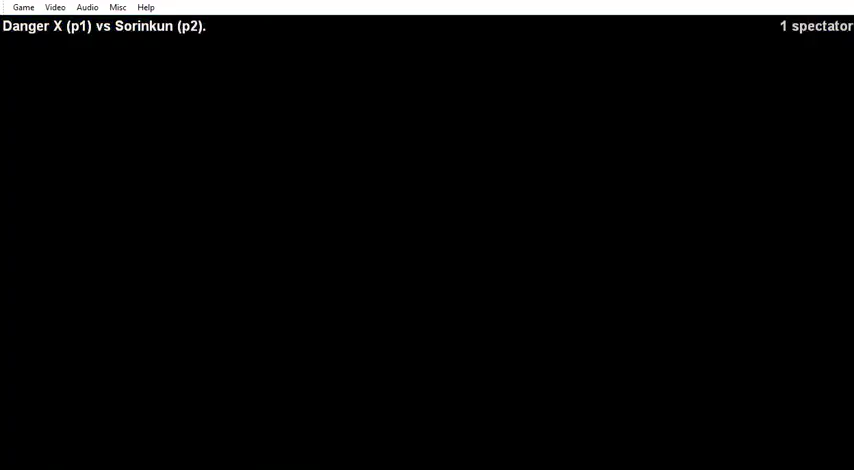 Game Video Audio Misc Help
Danger X (p1) vs Sorinkun (p2).
1 spectator